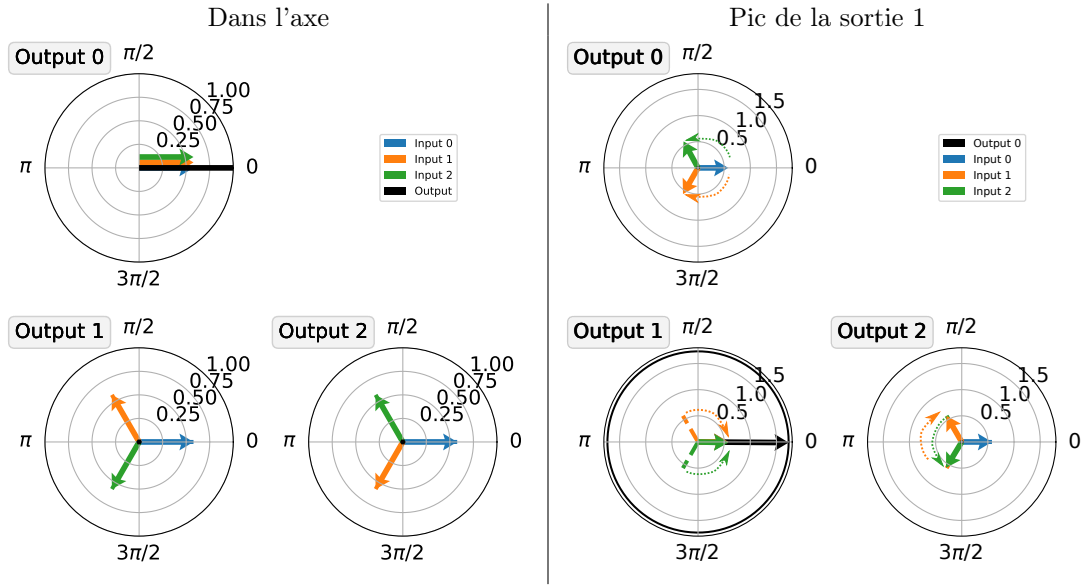 Dans l'axe
Output 0
π/2
1.00
0.75
0.50
0.25
π
0
3π/2
Input 0
Input 1
Input 2
Output
Output 1
π/2
1.00
0.75
0.50
0.25
π
0
3π/2
Output 2
π/2
1.00
0.75
0.50
0.25
π
0
3π/2
Pic de la sortie 1
Output 0
π/2
1.5
1.0
0.5
π
0
3π/2
Output 0
Input 0
Input 1
Input 2
Output 1
π/2
1.5
1.0
0.5
π
0
3π/2
Output 2
π/2
1.5
1.0
0.5
π
0
3π/2